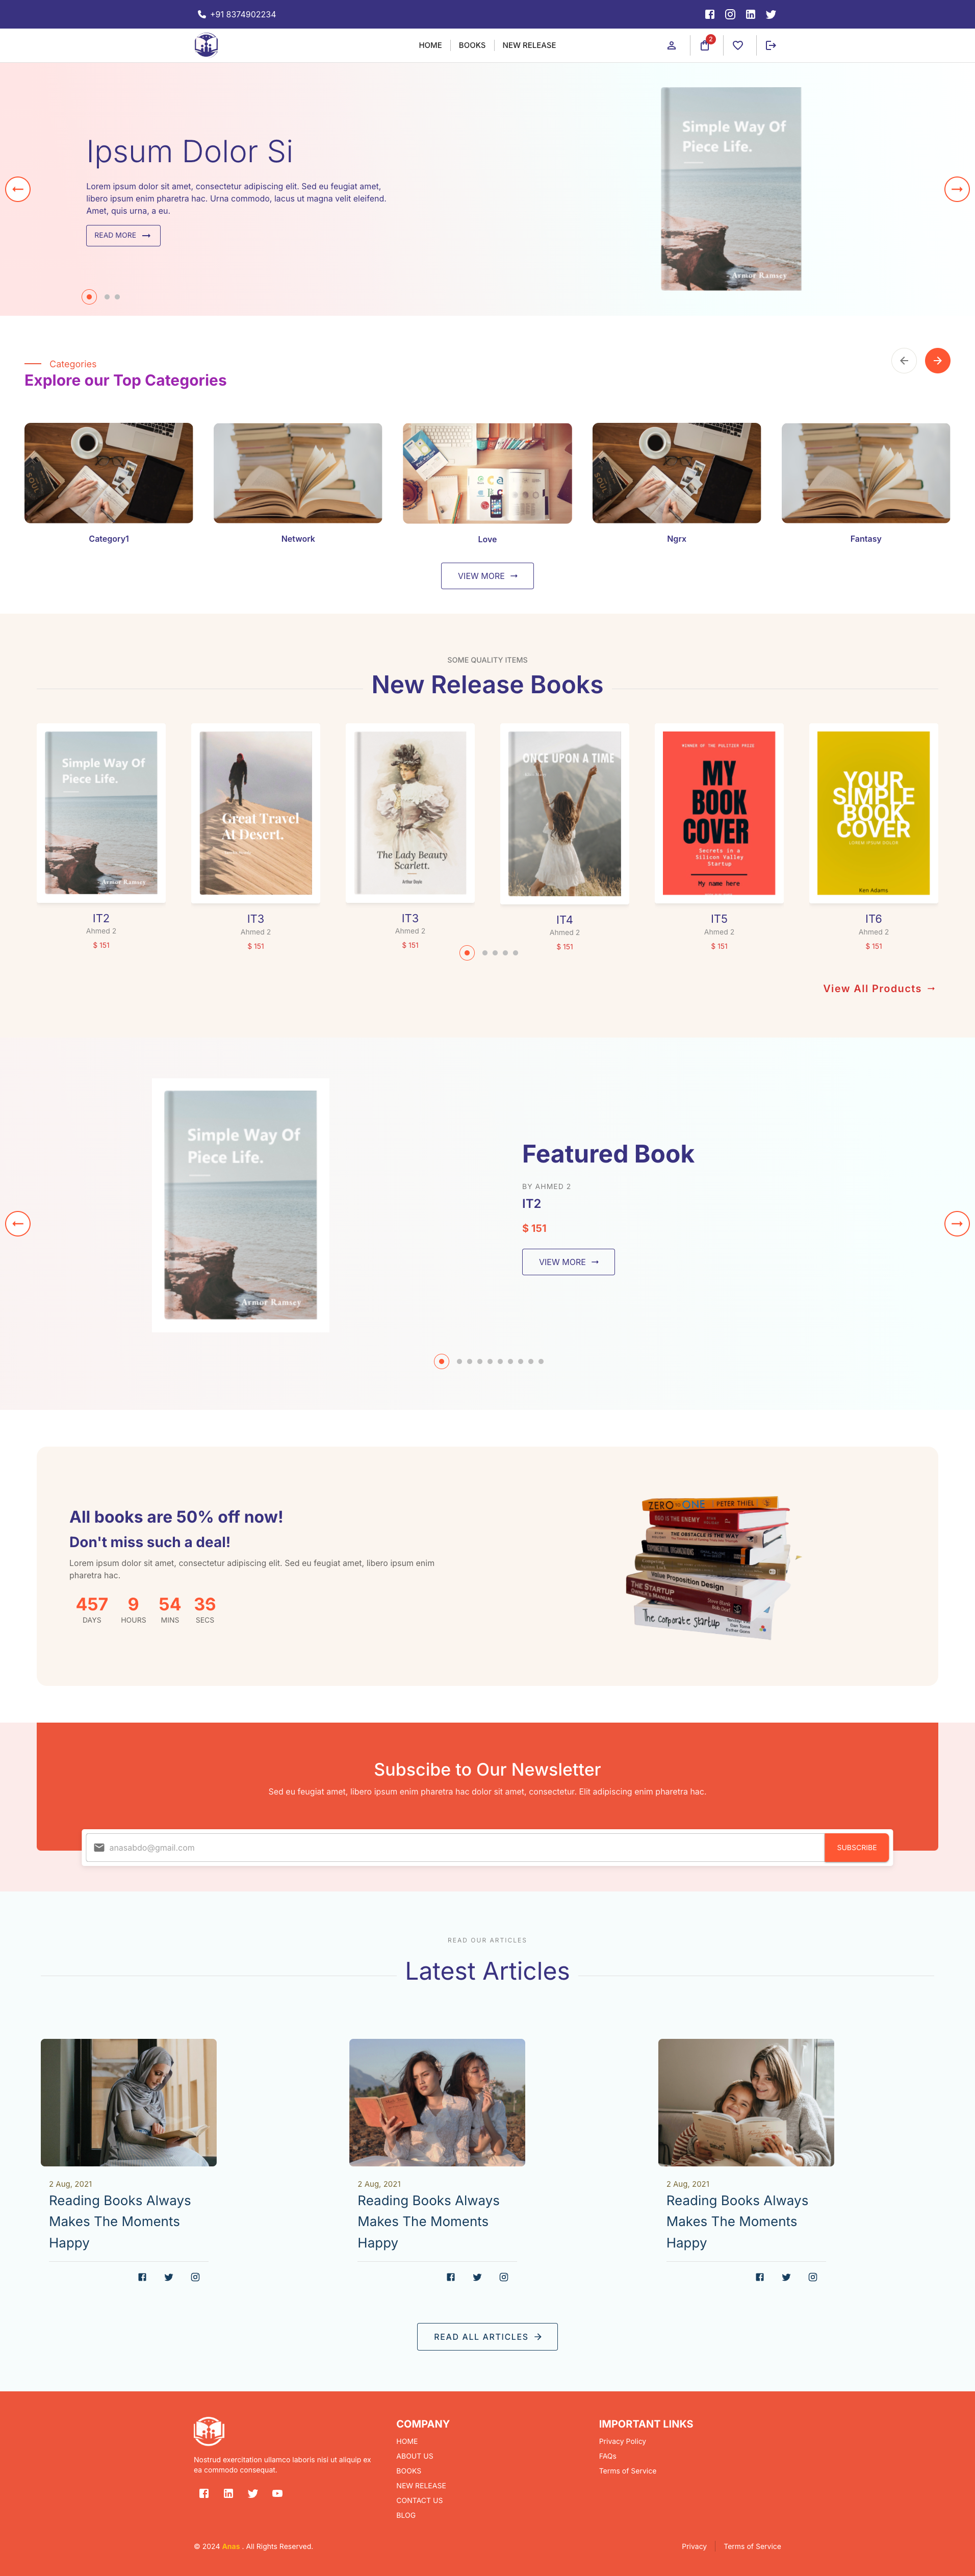 +91 8374902234
2
HOME
BOOKS
NEW RELEASE
Ipsum Dolor Si
Lorem ipsum dolor sit amet, consectetur adipiscing elit. Sed eu feugiat amet,
libero ipsum enim pharetra hac. Urna commodo, lacus ut magna velit eleifend.
Amet, quis urna, a eu.
READ MORE
Simple Way Of
Piece Life.
Armor Ramsey
Categories
Explore our Top Categories
Category1
Network
Love
Ngrx
Fantasy
VIEW MORE
SOME QUALITY ITEMS
New Release Books
Simple Way Of
Piece Life.
Armor Ramsey
IT2
Ahmed 2
$ 151
Great Travel
At Desert.
IT3
Ahmed 2
$ 151
The Lady Beauty
Scarlett.
Arthur Doyle
IT3
Ahmed 2
$ 151
ONCE UPON A TIME
IT4
Ahmed 2
$ 151
WINNER OF THE POLITZER PRIZE
MY
BOOK
COVER
Secrets in a
Silicon Valley
Startup
My name here
IT5
Ahmed 2
$ 151
YOUR
SIMPLE
BOOK
COVER
LOREM IPSUM DOLOR
Ken Adams
IT6
Ahmed 2
$ 151
View All Products
Simple Way Of
Piece Life.
Armor Ramsey
Featured Book
BY AHMED 2
IT2
$ 151
VIEW MORE
All books are 50% off now!
Don't miss such a deal!
Lorem ipsum dolor sit amet, consectetur adipiscing elit. Sed eu feugiat amet, libero ipsum enim
pharetra hac.
457 9 54 36
DAYS HOURS MINS SECS
ZERO TO ONE PETER THIEL
EGO IS THE ENEMY
THE OBSTACLE IS THE WAY
Value Proposition Design
The STARTUP
OWNER'S MANUAL
The Corporate Startup
Subscibe to Our Newsletter
Sed eu feugiat amet, libero ipsum enim pharetra hac dolor sit amet, consectetur. Elit adipiscing enim pharetra hac.
anasabdo@gmail.com
SUBSCRIBE
READ OUR ARTICLES
Latest Articles
2 Aug, 2021
Reading Books Always
Makes The Moments
Happy
2 Aug, 2021
Reading Books Always
Makes The Moments
Happy
2 Aug, 2021
Reading Books Always
Makes The Moments
Happy
READ ALL ARTICLES
Nostrud exercitation ullamco laboris nisi ut aliquip ex
ea commodo consequat.
COMPANY
HOME
ABOUT US
BOOKS
NEW RELEASE
CONTACT US
BLOG
IMPORTANT LINKS
Privacy Policy
FAQs
Terms of Service
© 2024 Anas . All Rights Reserved.
Privacy
Terms of Service